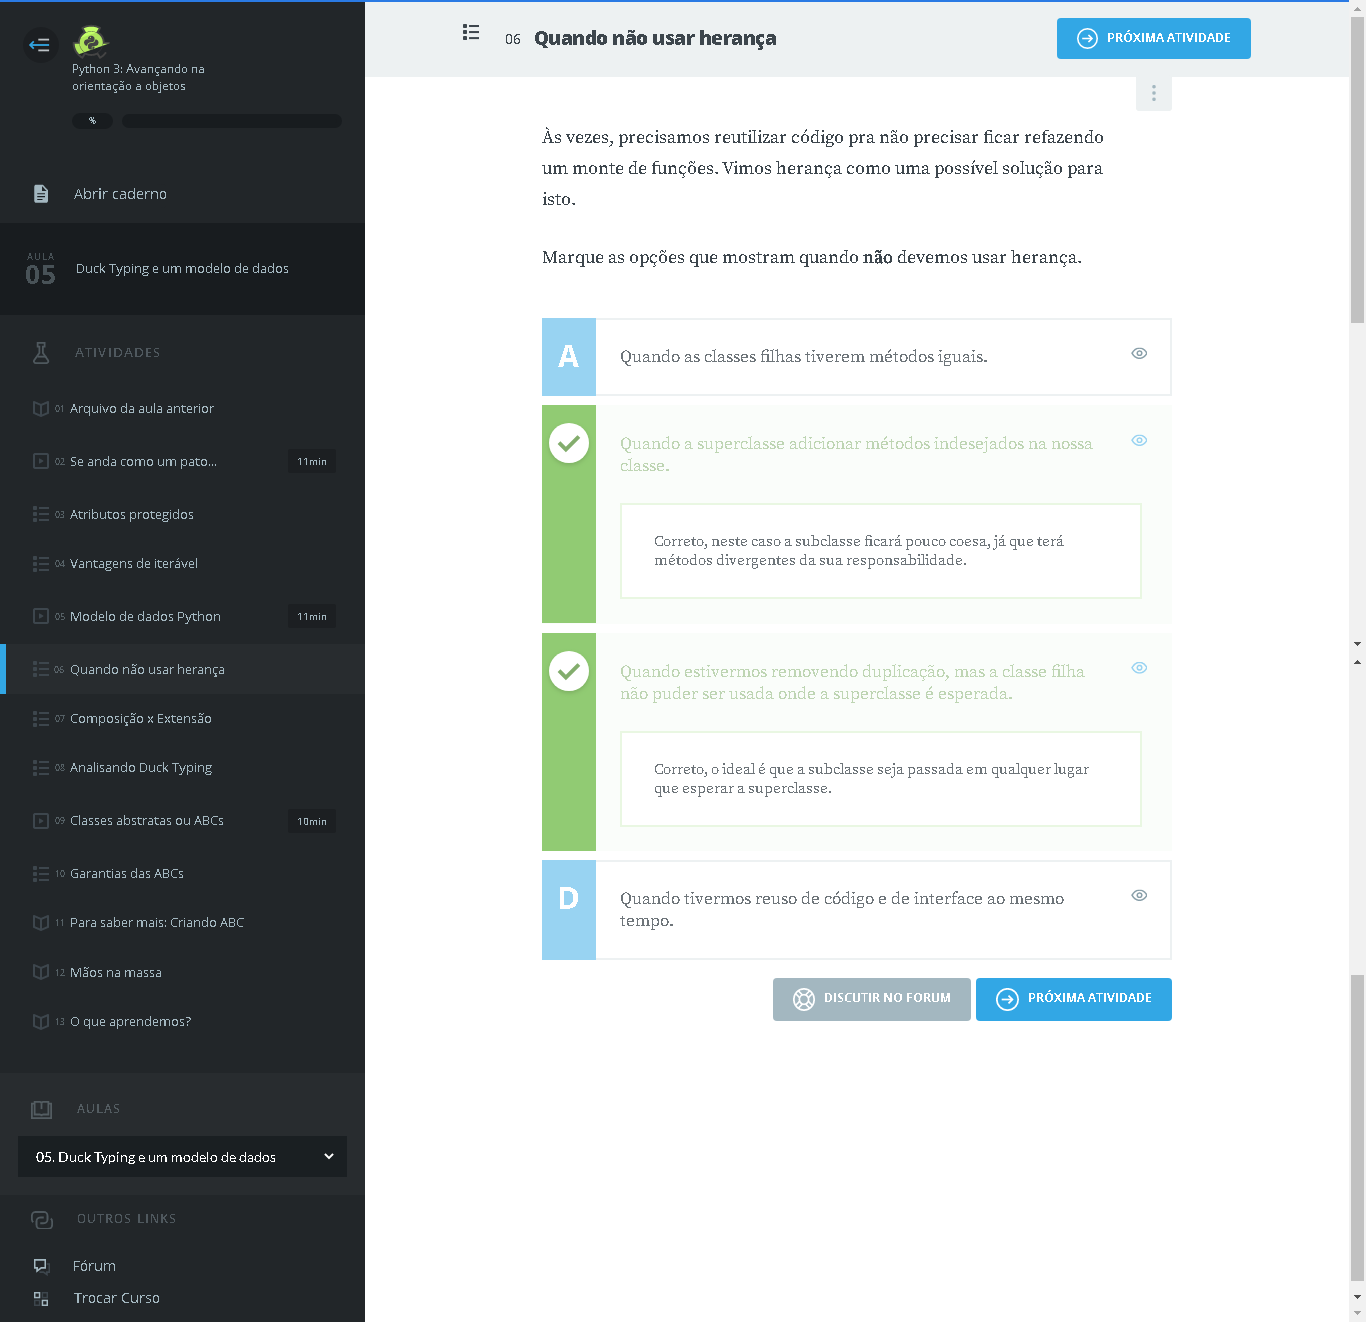 Python 3: Avançando na
orientação a objetos
%
Abrir caderno
AULA
05
Duck Typing e um modelo de dados
ATIVIDADES
01 Arquivo da aula anterior
02 Se anda como um pato... 11min
03 Atributos protegidos
04 Vantagens de iterável
05 Modelo de dados Python 11min
06 Quando não usar herança
07 Composição x Extensão
08 Analisando Duck Typing
09 Classes abstratas ou ABCs 10min
10 Garantias das ABCs
11 Para saber mais: Criando ABC
12 Mãos na massa
13 O que aprendemos?
AULAS
05. Duck Typing e um modelo de dados
OUTROS LINKS
Fórum
Trocar Curso
06 Quando não usar herança
PRÓXIMA ATIVIDADE
Às vezes, precisamos reutilizar código pra não precisar ficar refazendo
um monte de funções. Vimos herança como uma possível solução para
isto.
Marque as opções que mostram quando não devemos usar herança.
A
Quando as classes filhas tiverem métodos iguais.
Quando a superclasse adicionar métodos indesejados na nossa
classe.
Correto, neste caso a subclasse ficará pouco coesa, já que terá
métodos divergentes da sua responsabilidade.
Quando estivermos removendo duplicação, mas a classe filha
não puder ser usada onde a superclasse é esperada.
Correto, o ideal é que a subclasse seja passada em qualquer lugar
que esperar a superclasse.
D
Quando tivermos reuso de código e de interface ao mesmo
tempo.
DISCUTIR NO FORUM
PRÓXIMA ATIVIDADE